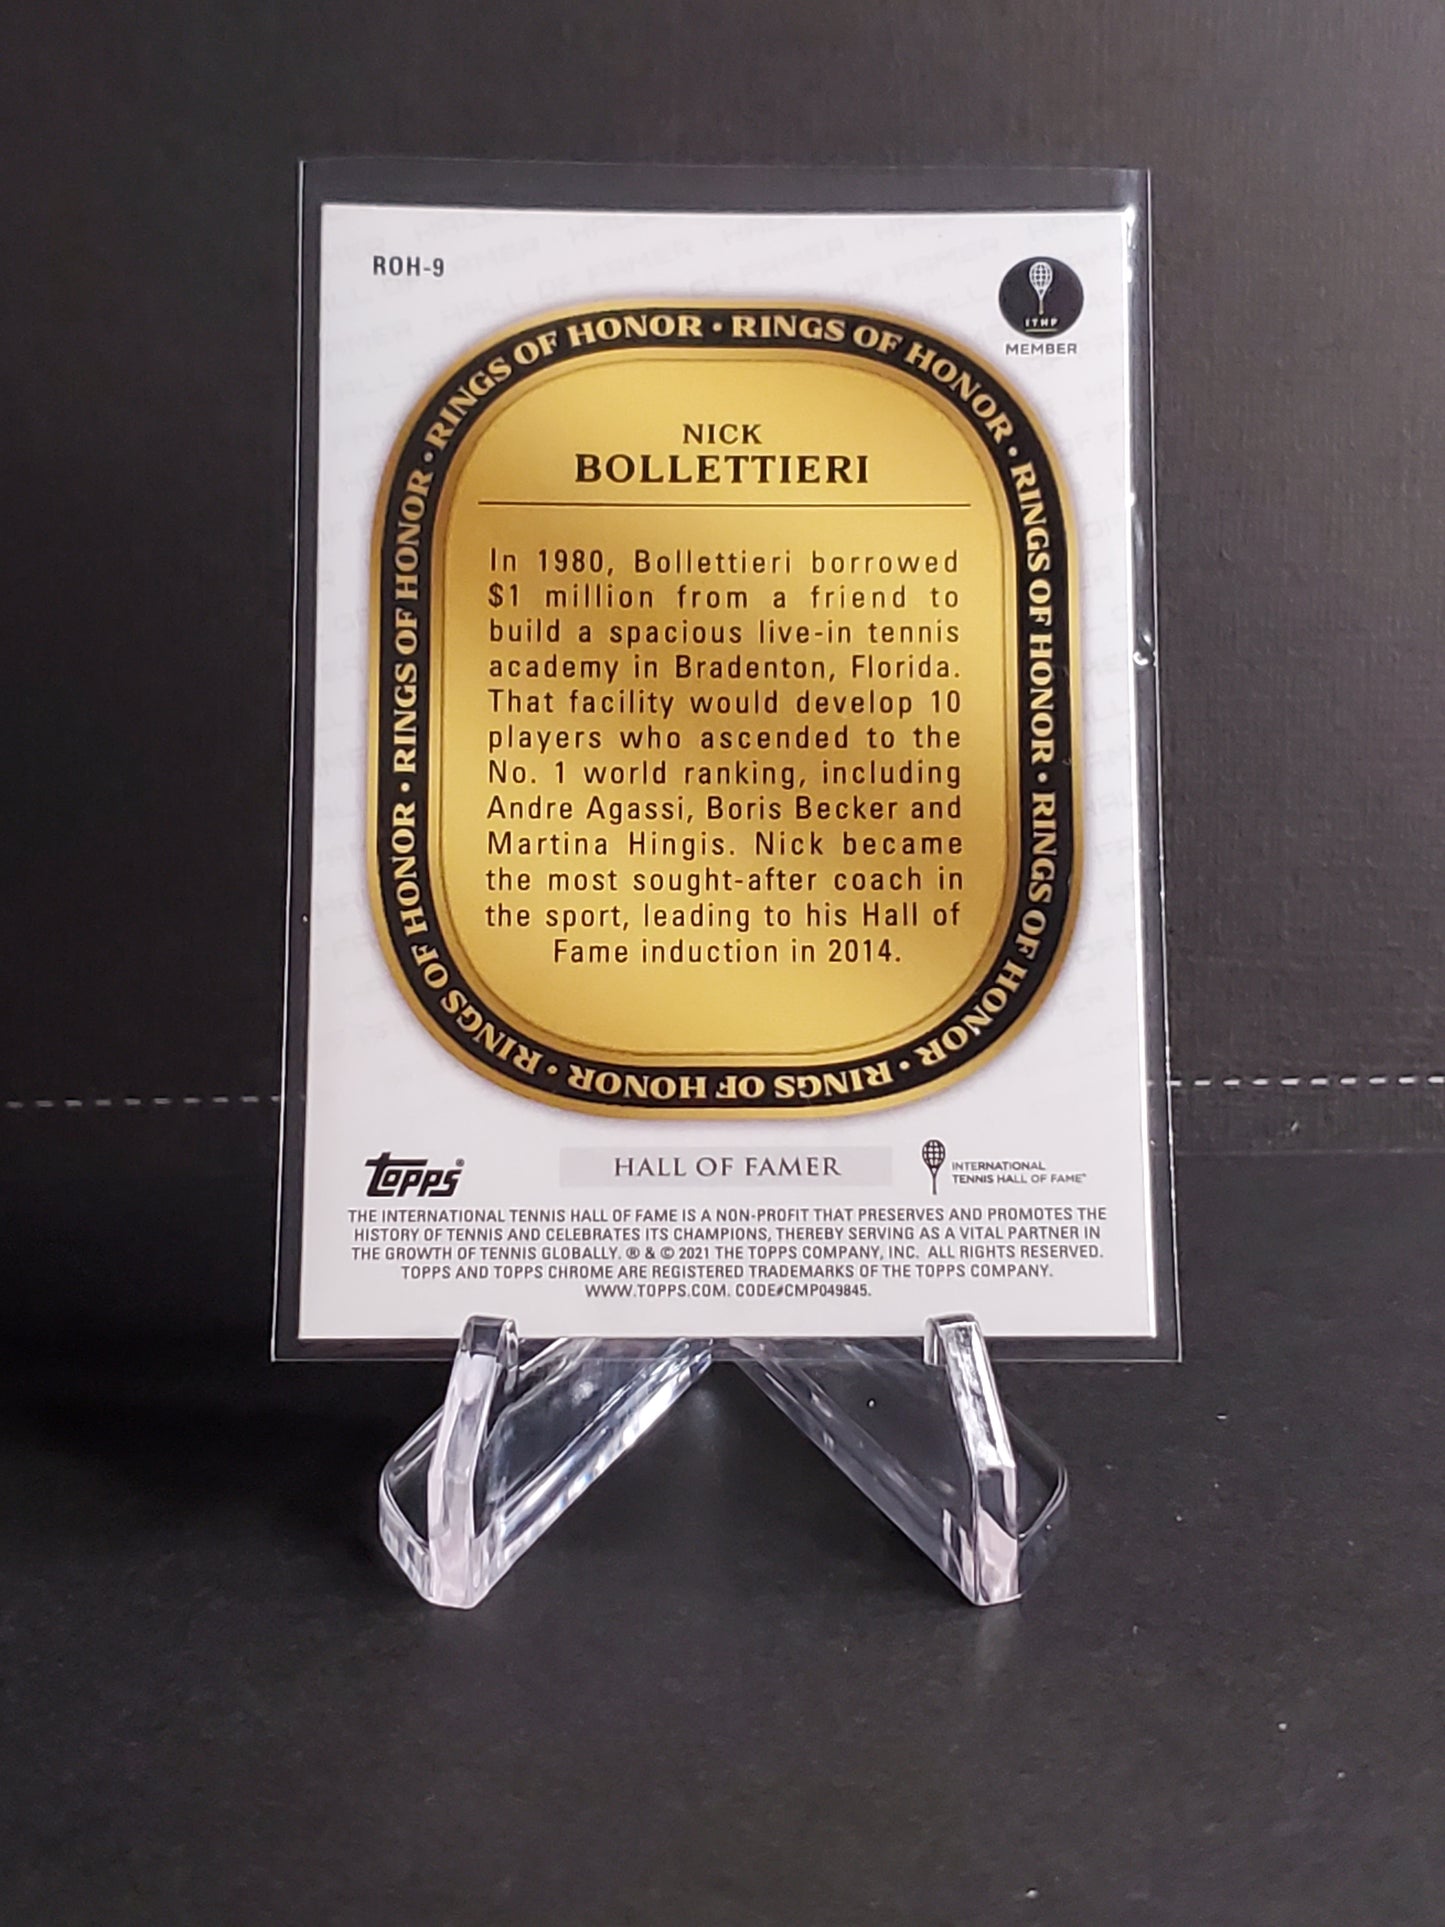 ROH-9
ITHF
MEMBER
RINGS OF HONOR • RINGS OF HONOR • RINGS OF HONOR • RINGS OF HONOR • RINGS OF HONOR • RINGS OF HONOR • RINGS OF HONOR •
NICK
BOLLETTIERI
In 1980, Bollettieri borrowed
$1 million from a friend to
build a spacious live-in tennis
academy in Bradenton, Florida.
That facility would develop 10
players who ascended to the
No. 1 world ranking, including
Andre Agassi, Boris Becker and
Martina Hingis. Nick became
the most sought-after coach in
the sport, leading to his Hall of
Fame induction in 2014.
Topps®
HALL OF FAMER
INTERNATIONAL
TENNIS HALL OF FAME™
THE INTERNATIONAL TENNIS HALL OF FAME IS A NON-PROFIT THAT PRESERVES AND PROMOTES THE
HISTORY OF TENNIS AND CELEBRATES ITS CHAMPIONS, THEREBY SERVING AS A VITAL PARTNER IN
THE GROWTH OF TENNIS GLOBALLY. ® & © 2021 THE TOPPS COMPANY, INC. ALL RIGHTS RESERVED.
TOPPS AND TOPPS CHROME ARE REGISTERED TRADEMARKS OF THE TOPPS COMPANY.
WWW.TOPPS.COM. CODE#CMP049845.